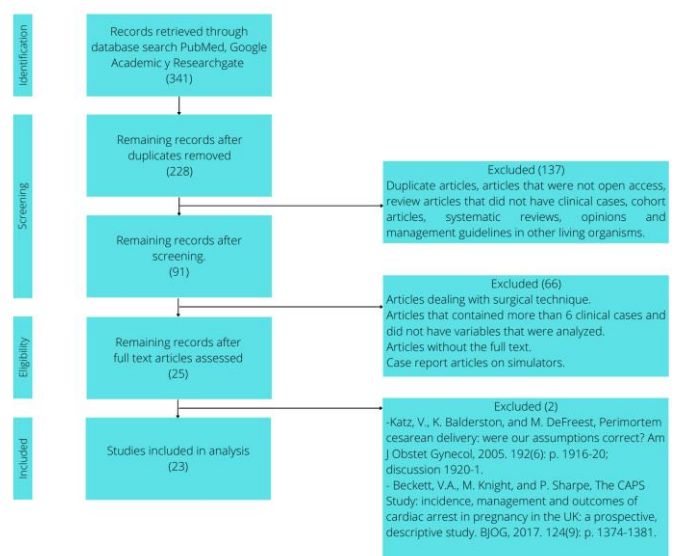 Identification
Records retrieved through
database search PubMed, Google
Academic y Researchgate
(341)
Screening
Remaining records after
duplicates removed
(228)
Excluded (137)
Duplicate articles, articles that were not open access,
review articles that did not have clinical cases, cohort
articles, systematic reviews, opinions and
management guidelines in other living organisms.
Remaining records after
screening.
(91)
Excluded (66)
Articles dealing with surgical technique.
Articles that contained more than 6 clinical cases and
did not have variables that were analyzed.
Articles without the full text.
Case report articles on simulators.
Eligibility
Remaining records after
full text articles assessed
(25)
Excluded (2)
-Katz, V., K. Balderston, and M. DeFreest, Perimortem
cesarean delivery: were our assumptions correct? Am
J Obstet Gynecol, 2005. 192(6): p. 1916-20;
discussion 1920-1.
- Beckett, V.A., M. Knight, and P. Sharpe, The CAPS
Study: incidence, management and outcomes of
cardiac arrest in pregnancy in the UK: a prospective,
descriptive study. BJOG, 2017. 124(9): p. 1374-1381.
Included
Studies included in analysis
(23)